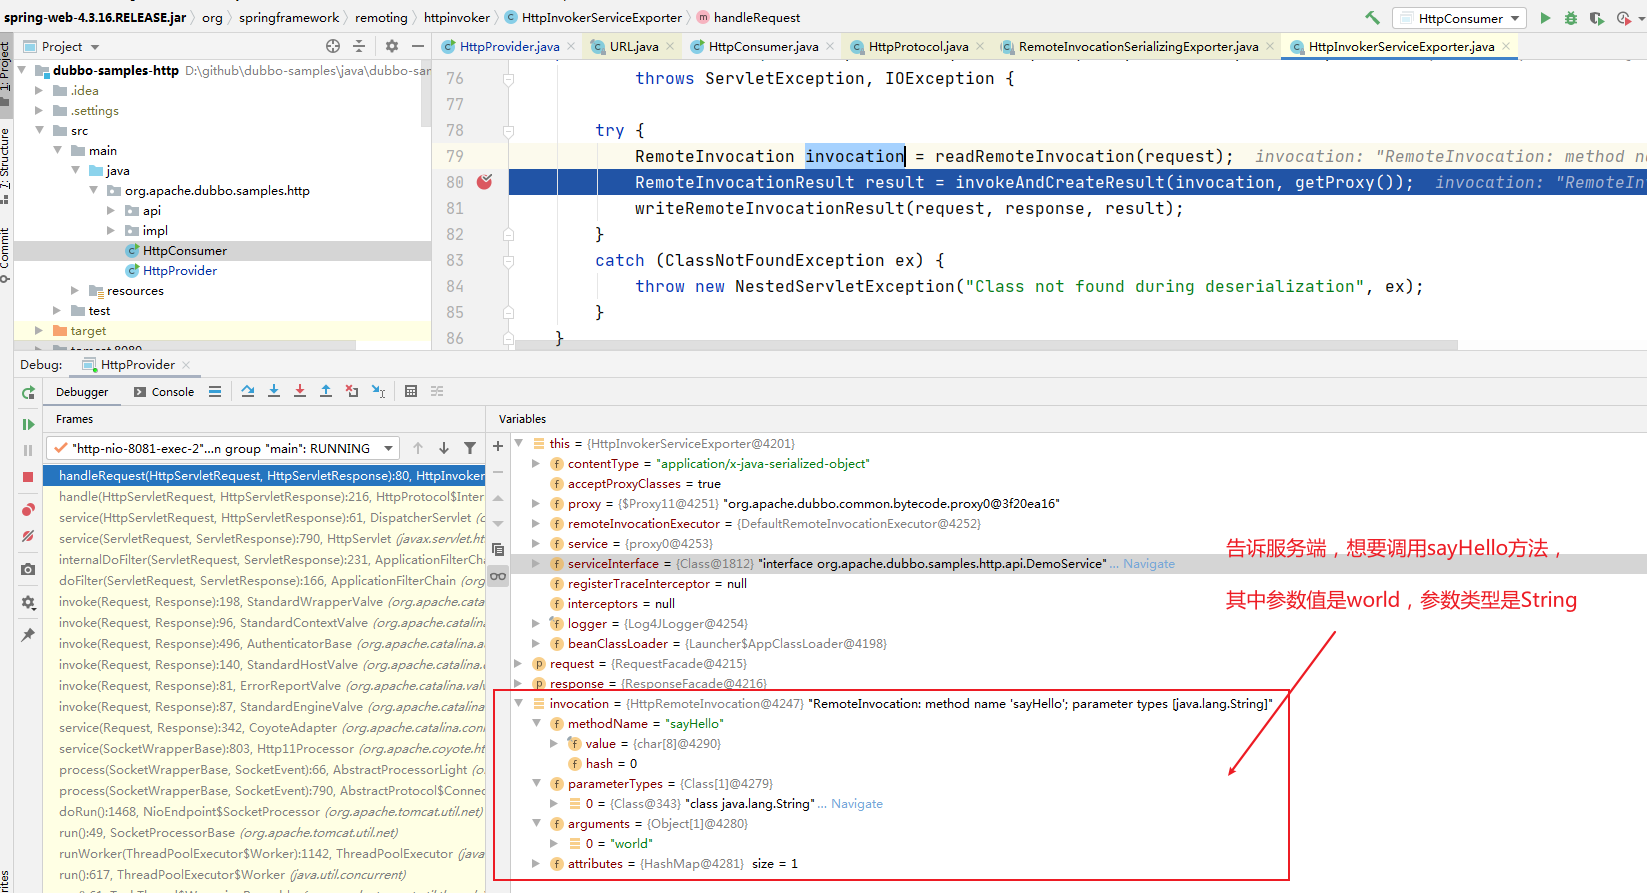 spring-web-4.3.16.RELEASE.jar org springframework remoting httpinvoker HttpInvokerServiceExporter handleRequest HttpConsumer
1: Project
7: Structure
Commit
Project
HttpProvider.java URL.java HttpConsumer.java HttpProtocol.java RemoteInvocationSerializingExporter.java HttpInvokerServiceExporter.java
dubbo-samples-http D:\github\dubbo-samples\java\dubbo-sam
.idea
.settings
src
main
java
org.apache.dubbo.samples.http
api
impl
HttpConsumer
HttpProvider
resources
test
target
76 throws ServletException, IOException {
77
78 try {
79 RemoteInvocation invocation = readRemoteInvocation(request); invocation: "RemoteInvocation: method n
80 RemoteInvocationResult result = invokeAndCreateResult(invocation, getProxy()); invocation: "RemoteIn
81 writeRemoteInvocationResult(request, response, result);
82 }
83 catch (ClassNotFoundException ex) {
84 throw new NestedServletException("Class not found during deserialization", ex);
85 }
86 }
Debug: HttpProvider
Debugger Console
Frames
"http-nio-8081-exec-2"...n group "main": RUNNING
handleRequest(HttpServletRequest, HttpServletResponse):80, HttpInvoker
handle(HttpServletRequest, HttpServletResponse):216, HttpProtocol$Inter
service(HttpServletRequest, HttpServletResponse):61, DispatcherServlet (o
service(ServletRequest, ServletResponse):790, HttpServlet (javax.servlet.ht
internalDoFilter(ServletRequest, ServletResponse):231, ApplicationFilterCh
doFilter(ServletRequest, ServletResponse):166, ApplicationFilterChain (org
invoke(Request, Response):198, StandardWrapperValve (org.apache.cata
invoke(Request, Response):96, StandardContextValve (org.apache.catalin
invoke(Request, Response):496, AuthenticatorBase (org.apache.catalina.a
invoke(Request, Response):140, StandardHostValve (org.apache.catalina.c
invoke(Request, Response):81, ErrorReportValve (org.apache.catalina.valv
invoke(Request, Response):87, StandardEngineValve (org.apache.catalina.
service(Request, Response):342, CoyoteAdapter (org.apache.catalina.conn
service(SocketWrapperBase):803, Http11Processor (org.apache.coyote.ht
process(SocketWrapperBase, SocketEvent):66, AbstractProcessorLight (o
process(SocketWrapperBase, SocketEvent):790, AbstractProtocol$Connec
doRun():1468, NioEndpoint$SocketProcessor (org.apache.tomcat.util.net)
run():49, SocketProcessorBase (org.apache.tomcat.util.net)
runWorker(ThreadPoolExecutor$Worker):1142, ThreadPoolExecutor (java
run():617, ThreadPoolExecutor$Worker (java.util.concurrent)
Variables
this = {HttpInvokerServiceExporter@4201}
contentType = "application/x-java-serialized-object"
acceptProxyClasses = true
proxy = {$Proxy11@4251} "org.apache.dubbo.common.bytecode.proxy0@3f20ea16"
remoteInvocationExecutor = {DefaultRemoteInvocationExecutor@4252}
service = {proxy0@4253}
serviceInterface = {Class@1812} "interface org.apache.dubbo.samples.http.api.DemoService"... Navigate
registerTraceInterceptor = null
interceptors = null
logger = {Log4JLogger@4254}
beanClassLoader = {Launcher$AppClassLoader@4198}
request = {RequestFacade@4215}
response = {ResponseFacade@4216}
invocation = {HttpRemoteInvocation@4247} "RemoteInvocation: method name 'sayHello'; parameter types [java.lang.String]"
methodName = "sayHello"
value = {char[8]@4290}
hash = 0
parameterTypes = {Class[1]@4279}
0 = {Class@343} "class java.lang.String"... Navigate
arguments = {Object[1]@4280}
0 = "world"
attributes = {HashMap@4281} size = 1
告诉服务端，想要调用sayHello方法，
其中参数值是world，参数类型是String